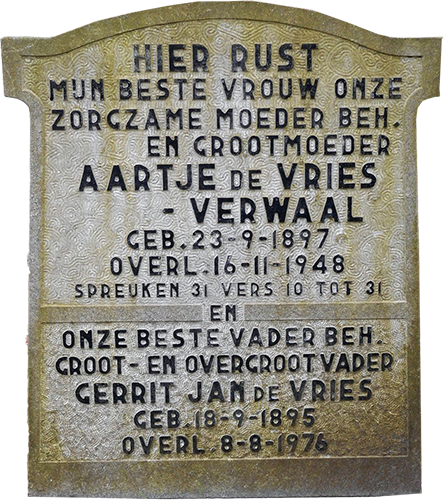 HIER RUST
MIJN BESTE VROUW ONZE
ZORGZAME MOEDER BEH.
EN GROOTMOEDER
AARTJE DE VRIES
- VERWAAL
GEB. 23-9-1897
OVERL. 16-11-1948
SPREUKEN 31 VERS 10 TOT 31
EN
ONZE BESTE VADER BEH.
GROOT- EN OVERGROOTVADER
GERRIT JAN DE VRIES
GEB. 18-9-1895
OVERL. 8-8-1976